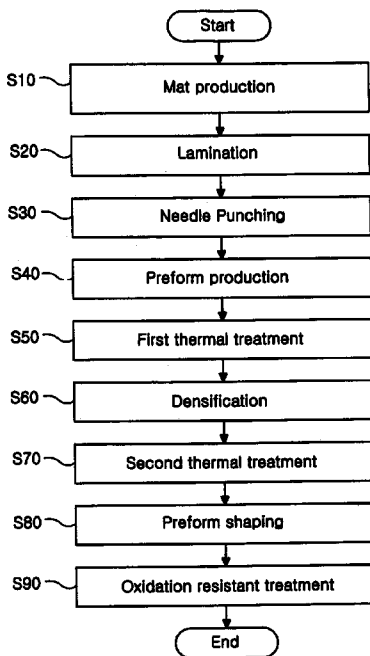 Start
S10
Mat production
S20
Lamination
S30
Needle Punching
S40
Preform production
S50
First thermal treatment
S60
Densification
S70
Second thermal treatment
S80
Preform shaping
S90
Oxidation resistant treatment
End